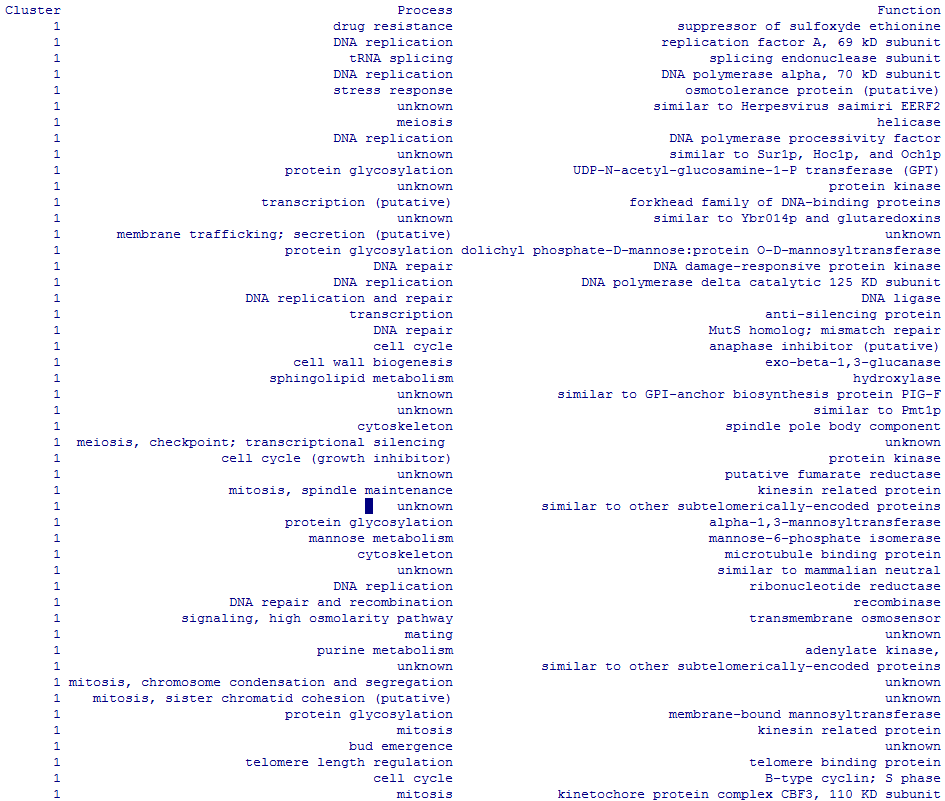 Cluster Process Function
1 drug resistance suppressor of sulfoxyde ethionine
1 DNA replication replication factor A, 69 kD subunit
1 tRNA splicing splicing endonuclease subunit
1 DNA replication DNA polymerase alpha, 70 kD subunit
1 stress response osmotolerance protein (putative)
1 unknown similar to Herpesvirus saimiri EERF2
1 meiosis helicase
1 DNA replication DNA polymerase processivity factor
1 unknown similar to Sur1p, Hoc1p, and Och1p
1 protein glycosylation UDP-N-acetyl-glucosamine-1-P transferase (GPT)
1 unknown protein kinase
1 transcription (putative) forkhead family of DNA-binding proteins
1 unknown similar to Ybr014p and glutaredoxins
1 membrane trafficking; secretion (putative) unknown
1 protein glycosylation dolichyl phosphate-D-mannose:protein O-D-mannosyltransferase
1 DNA repair DNA damage-responsive protein kinase
1 DNA replication DNA polymerase delta catalytic 125 KD subunit
1 DNA replication and repair DNA ligase
1 transcription anti-silencing protein
1 DNA repair MutS homolog; mismatch repair
1 cell cycle anaphase inhibitor (putative)
1 cell wall biogenesis exo-beta-1,3-glucanase
1 sphingolipid metabolism hydroxylase
1 unknown similar to GPI-anchor biosynthesis protein PIG-F
1 unknown similar to Pmt1p
1 cytoskeleton spindle pole body component
1 meiosis, checkpoint; transcriptional silencing unknown
1 cell cycle (growth inhibitor) protein kinase
1 unknown putative fumarate reductase
1 mitosis, spindle maintenance kinesin related protein
1 unknown similar to other subtelomerically-encoded proteins
1 protein glycosylation alpha-1,3-mannosyltransferase
1 mannose metabolism mannose-6-phosphate isomerase
1 cytoskeleton microtubule binding protein
1 unknown similar to mammalian neutral
1 DNA replication ribonucleotide reductase
1 DNA repair and recombination recombinase
1 signaling, high osmolarity pathway transmembrane osmosensor
1 mating unknown
1 purine metabolism adenylate kinase,
1 unknown similar to other subtelomerically-encoded proteins
1 mitosis, chromosome condensation and segregation unknown
1 mitosis, sister chromatid cohesion (putative) unknown
1 protein glycosylation membrane-bound mannosyltransferase
1 mitosis kinesin related protein
1 bud emergence unknown
1 telomere length regulation telomere binding protein
1 cell cycle B-type cyclin; S phase
1 mitosis kinetochore protein complex CBF3, 110 KD subunit